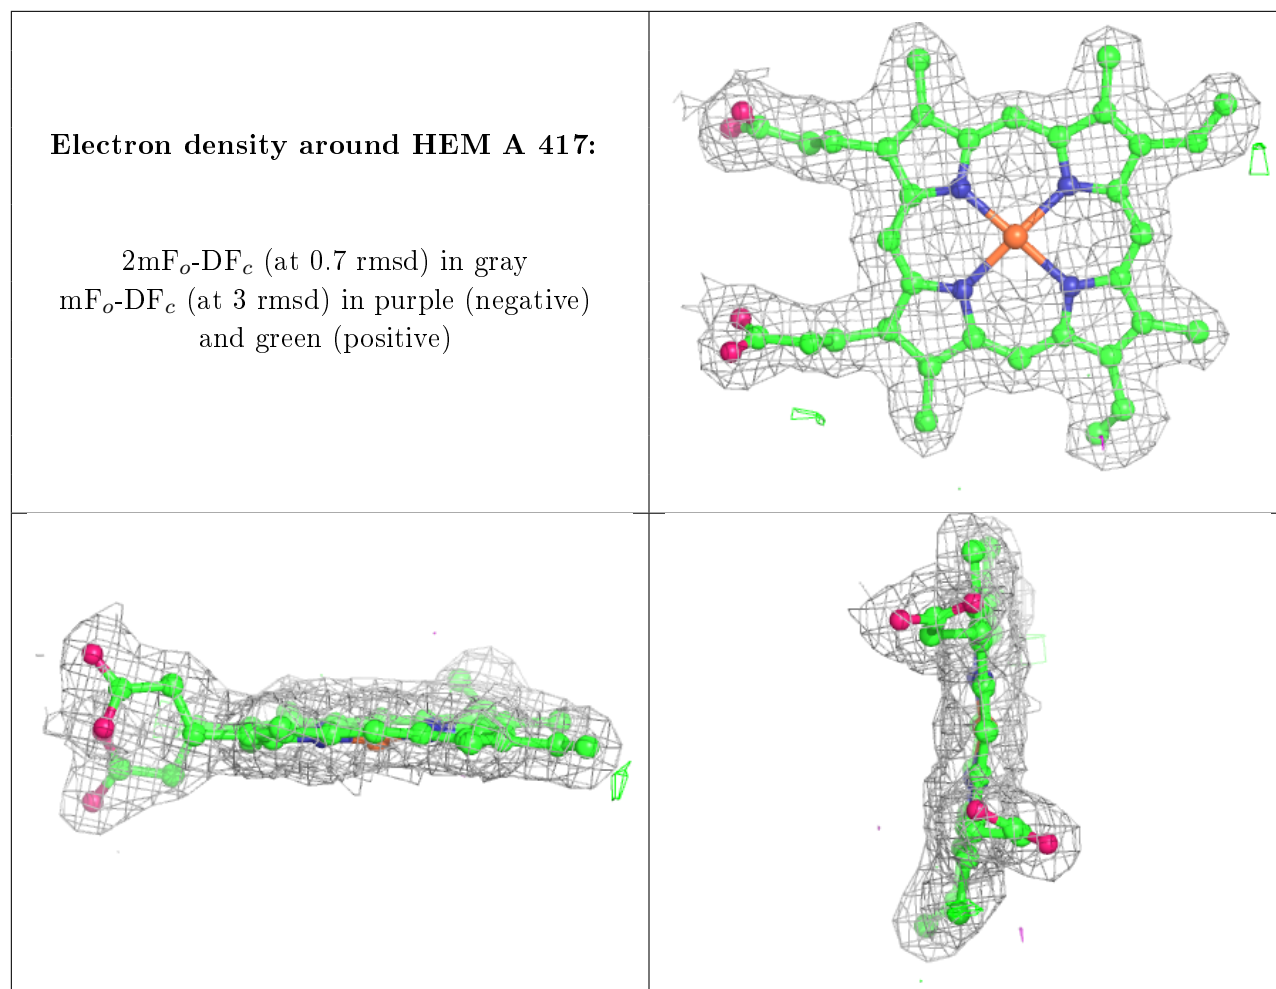 Electron density around HEM A 417:
2mFo-DFc (at 0.7 rmsd) in gray
mFo-DFc (at 3 rmsd) in purple (negative)
and green (positive)